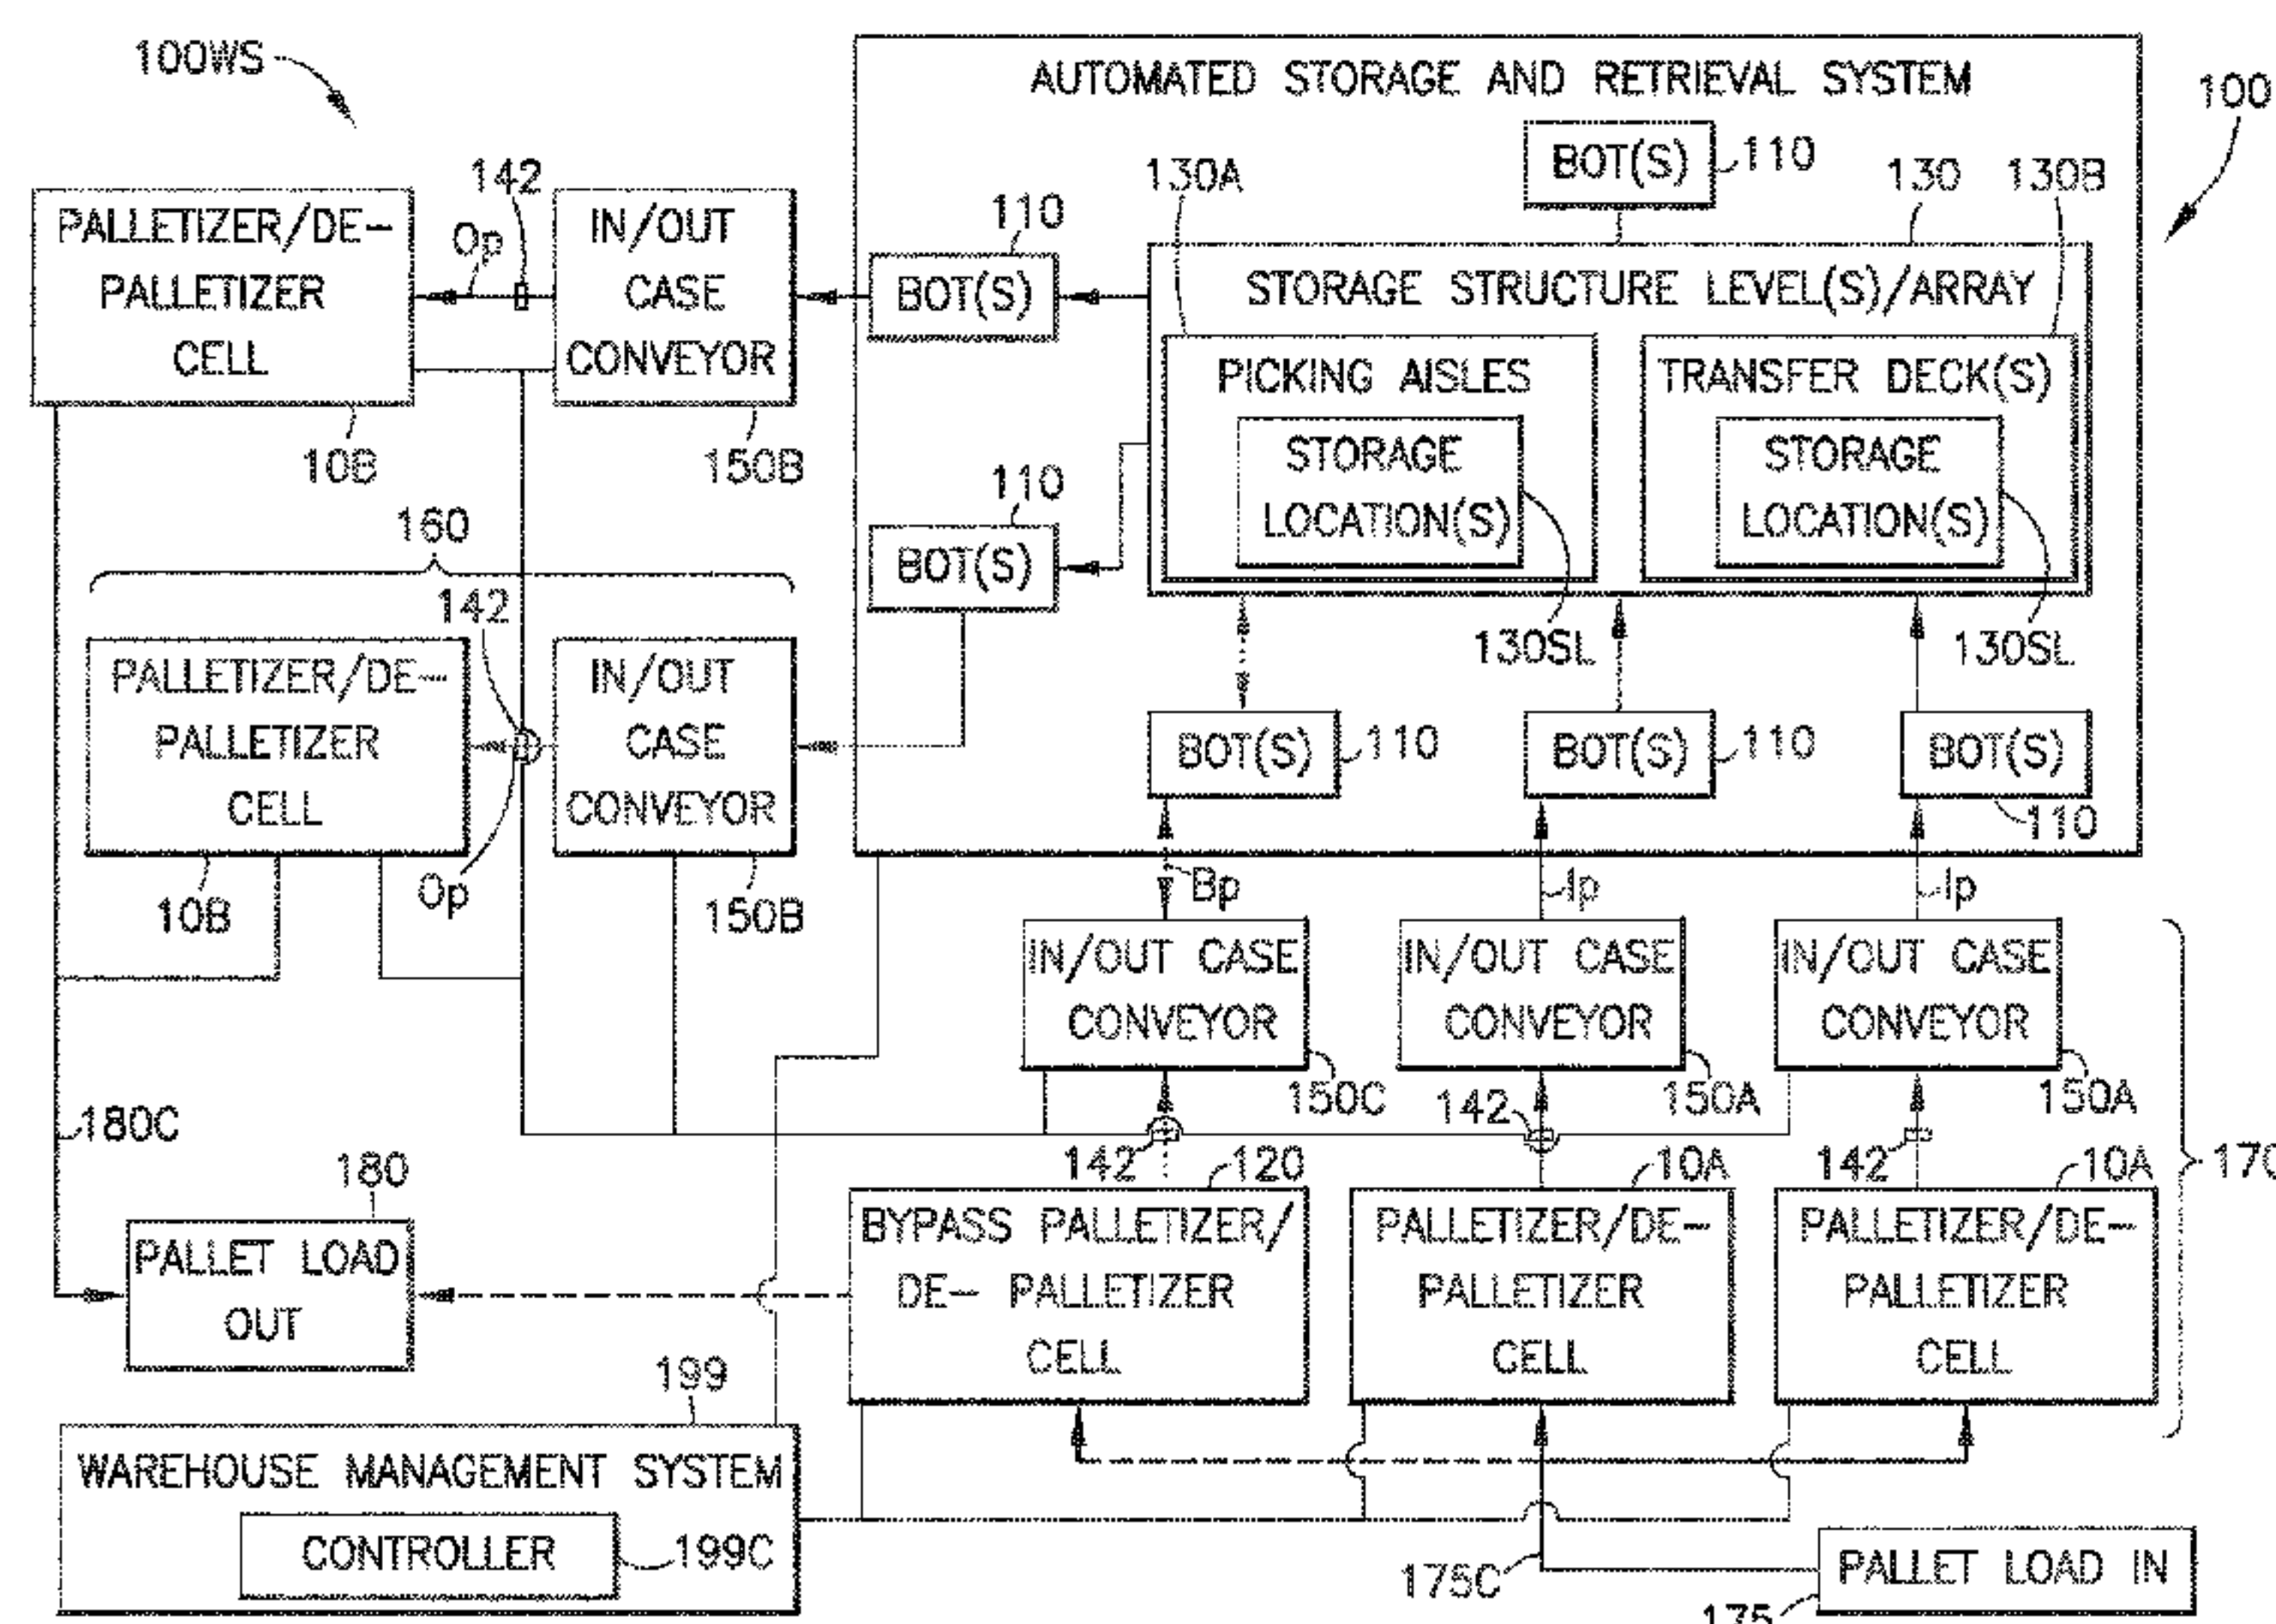 100WS
AUTOMATED STORAGE AND RETRIEVAL SYSTEM
100
BOT(S)
110
142
130A
130
130B
PALLETIZER/DE-
PALLETIZER
CELL
Op
IN/OUT
CASE
CONVEYOR
110
BOT(S)
STORAGE STRUCTURE LEVEL(S)/ARRAY
PICKING AISLES
STORAGE
LOCATION(S)
TRANSFER DECK(S)
STORAGE
LOCATION(S)
10B
150B
110
BOT(S)
160
142
130SL
130SL
PALLETIZER/DE-
PALLETIZER
CELL
IN/OUT
CASE
CONVEYOR
BOT(S)
110
BOT(S)
110
BOT(S)
110
10B
Op
150B
Bp
Ip
Ip
IN/OUT CASE
CONVEYOR
IN/OUT CASE
CONVEYOR
IN/OUT CASE
CONVEYOR
150C
150A
150A
180C
142
142
142
120
10A
10A
170
180
PALLET LOAD
OUT
BYPASS PALLETIZER/
DE- PALLETIZER
CELL
PALLETIZER/DE-
PALLETIZER
CELL
PALLETIZER/DE-
PALLETIZER
CELL
199
WAREHOUSE MANAGEMENT SYSTEM
CONTROLLER
199C
175C
PALLET LOAD IN
175